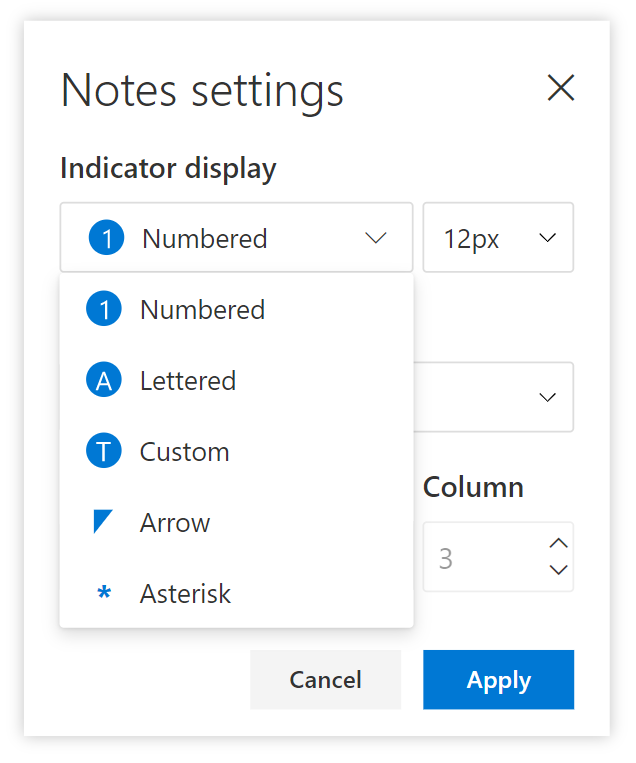 Notes settings
Indicator display
1 Numbered
12px
1 Numbered
A Lettered
T Custom
Arrow
* Asterisk
Column
3
Cancel
Apply